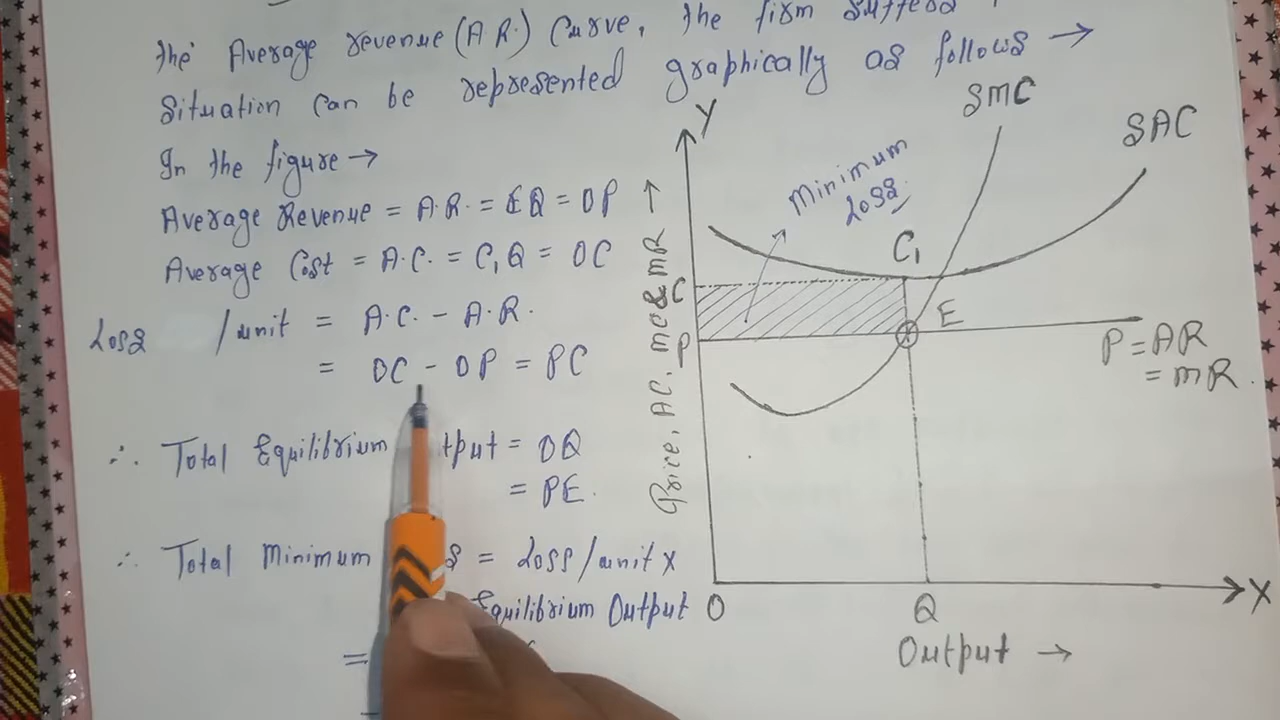 the Average revenue (A.R.) Curve, the firm
Situation can be represented graphically as follows →
In the figure →
Average Revenue = A.R. = EQ = OP
Average Cost = A.C. = C₁Q = OC
Loss /unit = A.C. - A.R.
= OC - OP = PC
∴ Total Equilibrium = OQ
= PE.
∴ Total Minimum = Loss/unit x
Equilibrium Output
=
Y
SMC
SAC
Minimum
Loss
C₁
C
E
P
P = AR
= MR.
Price, AC, MC & MR →
O
Q
X
Output →